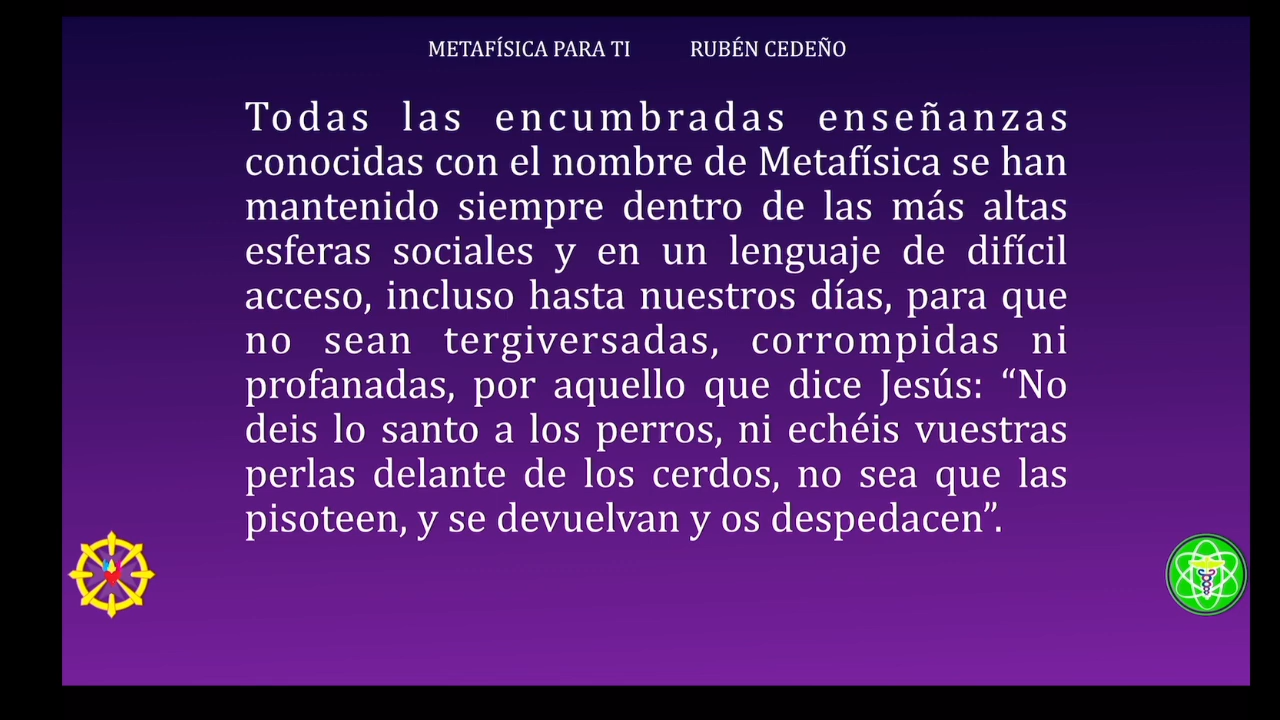 METAFÍSICA PARA TI RUBÉN CEDEÑO
Todas las encumbradas enseñanzas
conocidas con el nombre de Metafísica se han
mantenido siempre dentro de las más altas
esferas sociales y en un lenguaje de difícil
acceso, incluso hasta nuestros días, para que
no sean tergiversadas, corrompidas ni
profanadas, por aquello que dice Jesús: “No
deis lo santo a los perros, ni echéis vuestras
perlas delante de los cerdos, no sea que las
pisoteen, y se devuelvan y os despedacen”.